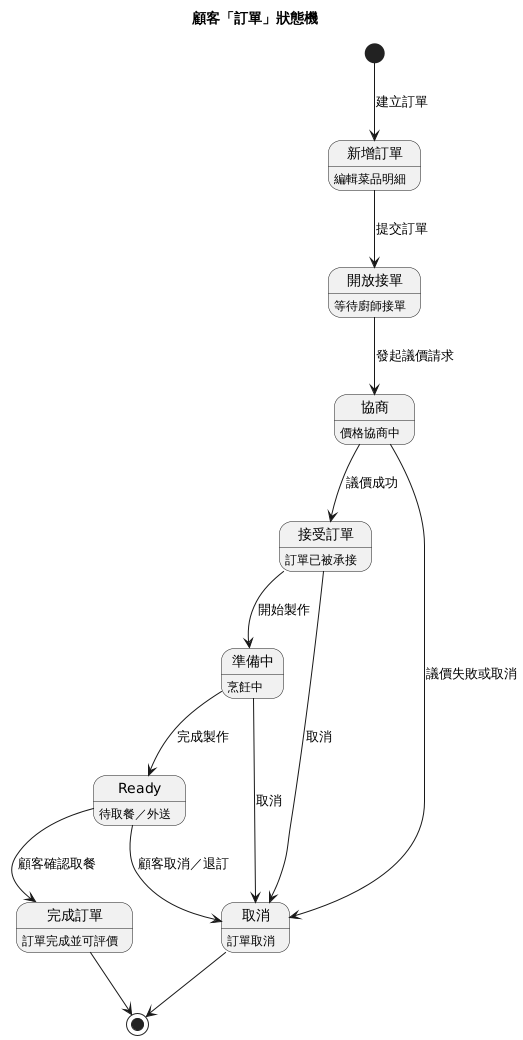 顧客「訂單」狀態機
建立訂單
新增訂單
編輯菜品明細
提交訂單
開放接單
等待廚師接單
發起議價請求
協商
價格協商中
議價成功
接受訂單
訂單已被承接
開始製作
議價失敗或取消
準備中
烹飪中
完成製作
取消
Ready
待取餐／外送
取消
顧客確認取餐
顧客取消／退訂
完成訂單
訂單完成並可評價
取消
訂單取消